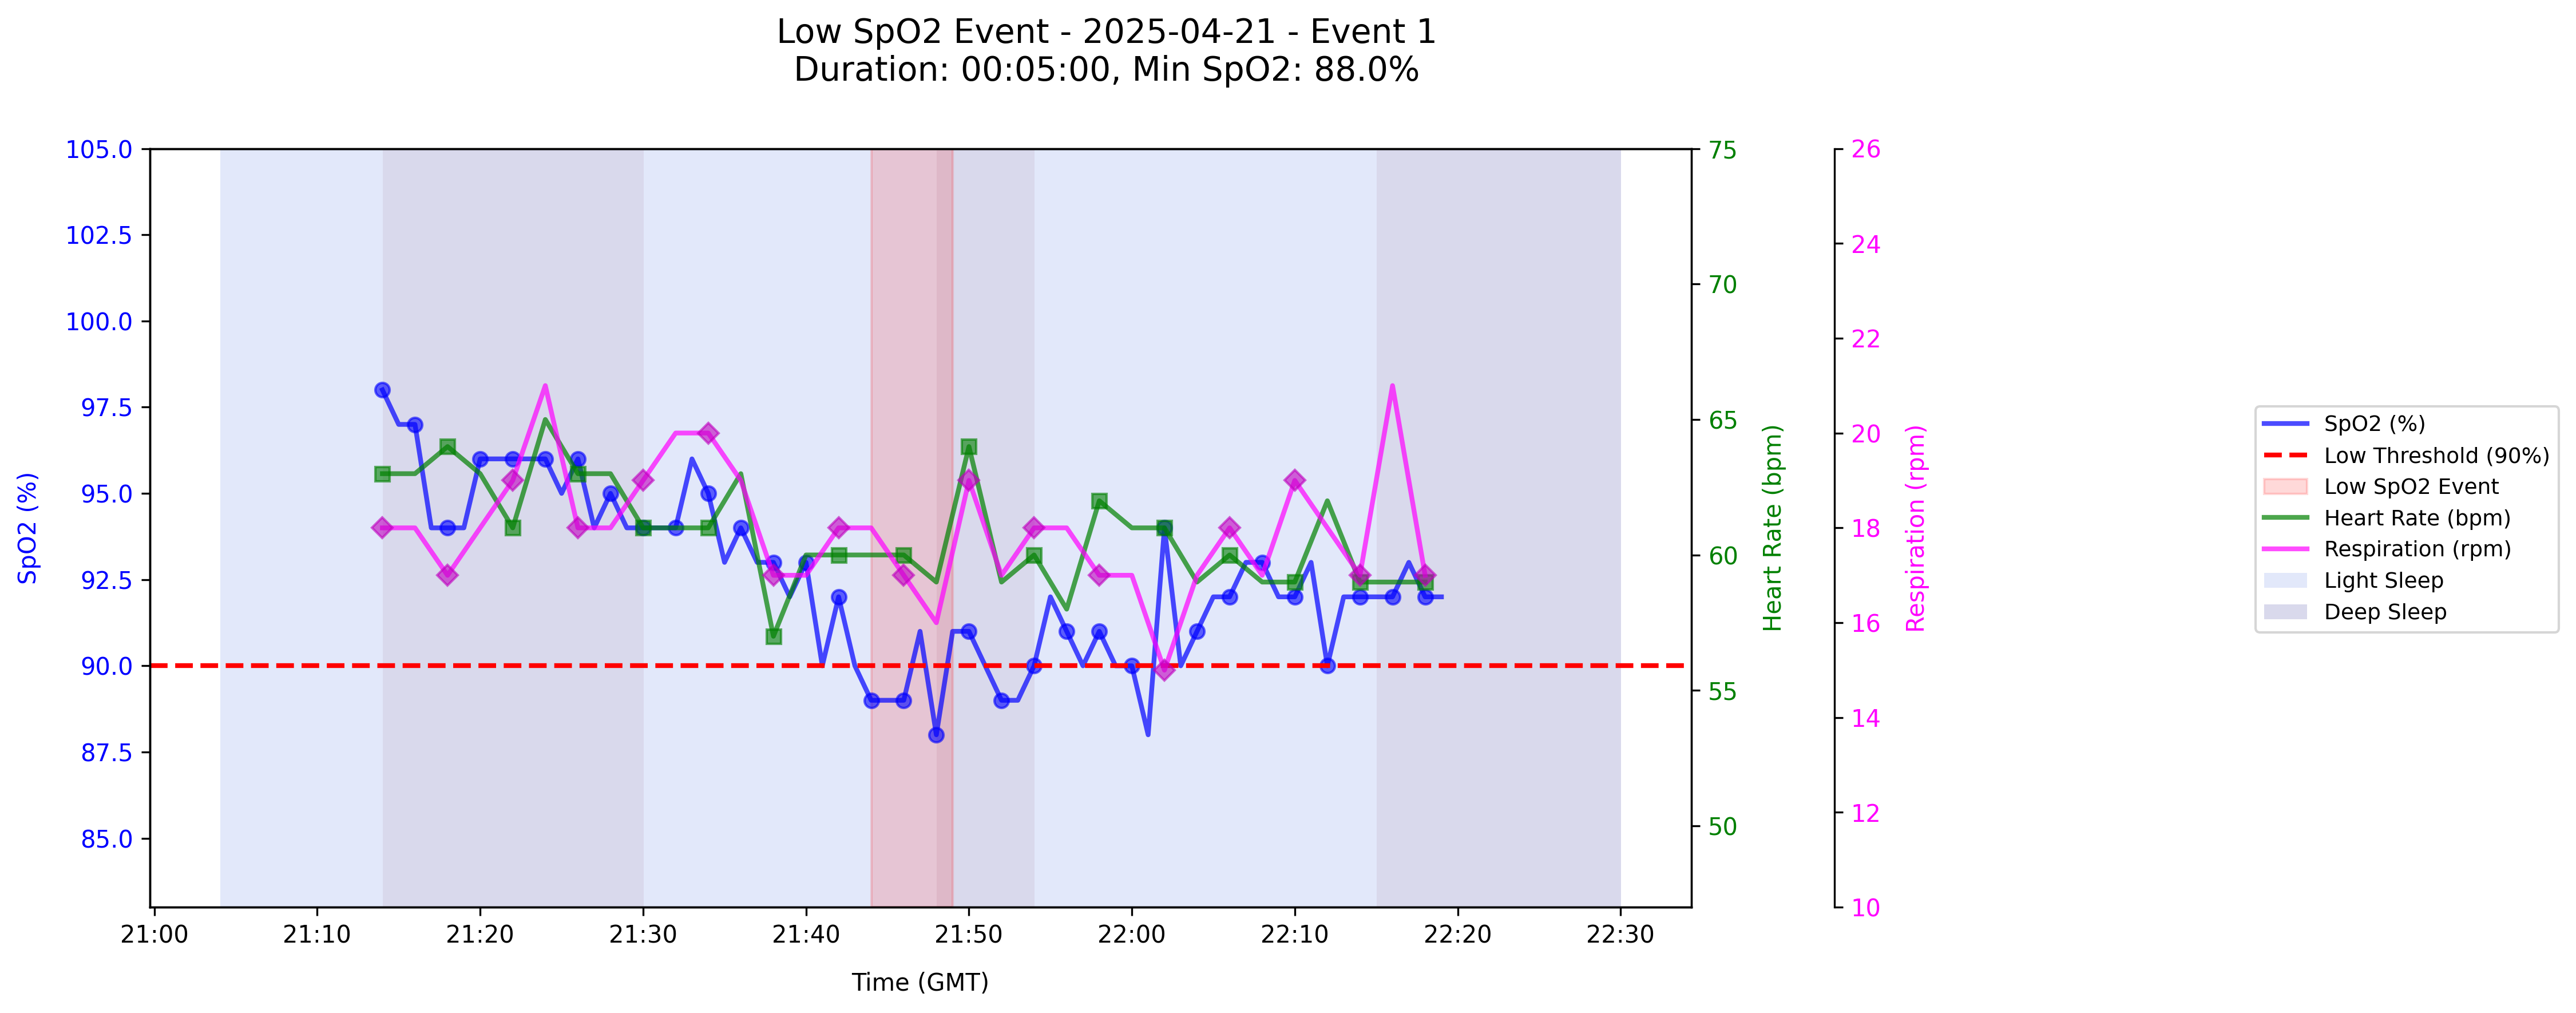 Low SpO2 Event - 2025-04-21 - Event 1
Duration: 00:05:00, Min SpO2: 88.0%
105.0
102.5
100.0
97.5
95.0
92.5
90.0
87.5
85.0
SpO2 (%)
21:00 21:10 21:20 21:30 21:40 21:50 22:00 22:10 22:20 22:30
Time (GMT)
75
70
65
60
55
50
Heart Rate (bpm)
26
24
22
20
18
16
14
12
10
Respiration (rpm)
SpO2 (%)
Low Threshold (90%)
Low SpO2 Event
Heart Rate (bpm)
Respiration (rpm)
Light Sleep
Deep Sleep